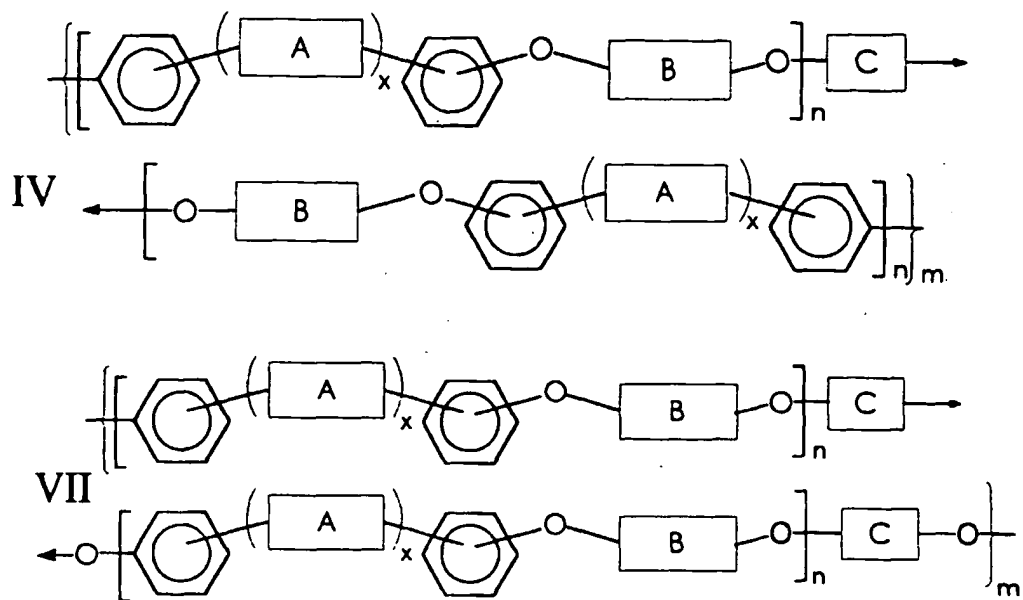 {[ ( A )x O B O ]n C
IV [ O B O ( A )x ]n }m
{[ ( A )x O B O ]n C
VII
O [ ( A )x O B O ]n C O }m